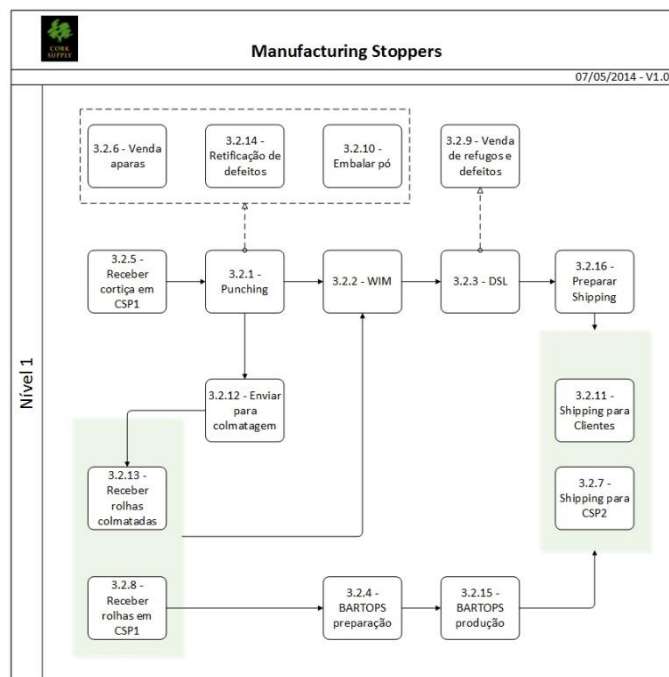 CORK
SUPPLY
Manufacturing Stoppers
07/05/2014 - V1.0
Nível 1
3.2.6 - Venda
aparas
3.2.14 -
Retificação de
defeitos
3.2.10 -
Embalar pó
3.2.9 - Venda
de refugos e
defeitos
3.2.5 -
Receber
cortiça em
CSP1
3.2.1 -
Punching
3.2.2 - WIM
3.2.3 - DSL
3.2.16 -
Preparar
Shipping
3.2.12 - Enviar
para
colmatagem
3.2.11 -
Shipping para
Clientes
3.2.13 -
Receber
rolhas
colmatadas
3.2.7 -
Shipping para
CSP2
3.2.8 -
Receber
rolhas em
CSP1
3.2.4 -
BARTOPS
preparação
3.2.15 -
BARTOPS
produção